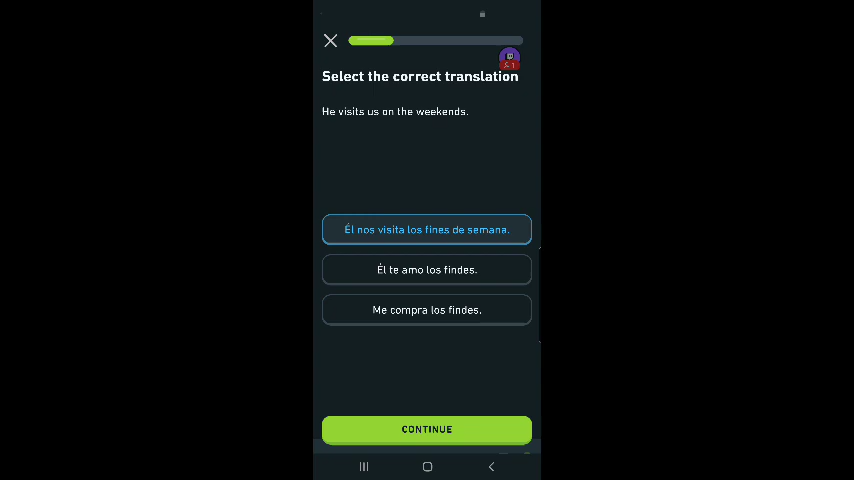 1
Select the correct translation
He visits us on the weekends.
Él nos visita los fines de semana.
Él te amo los findes.
Me compra los findes.
CONTINUE